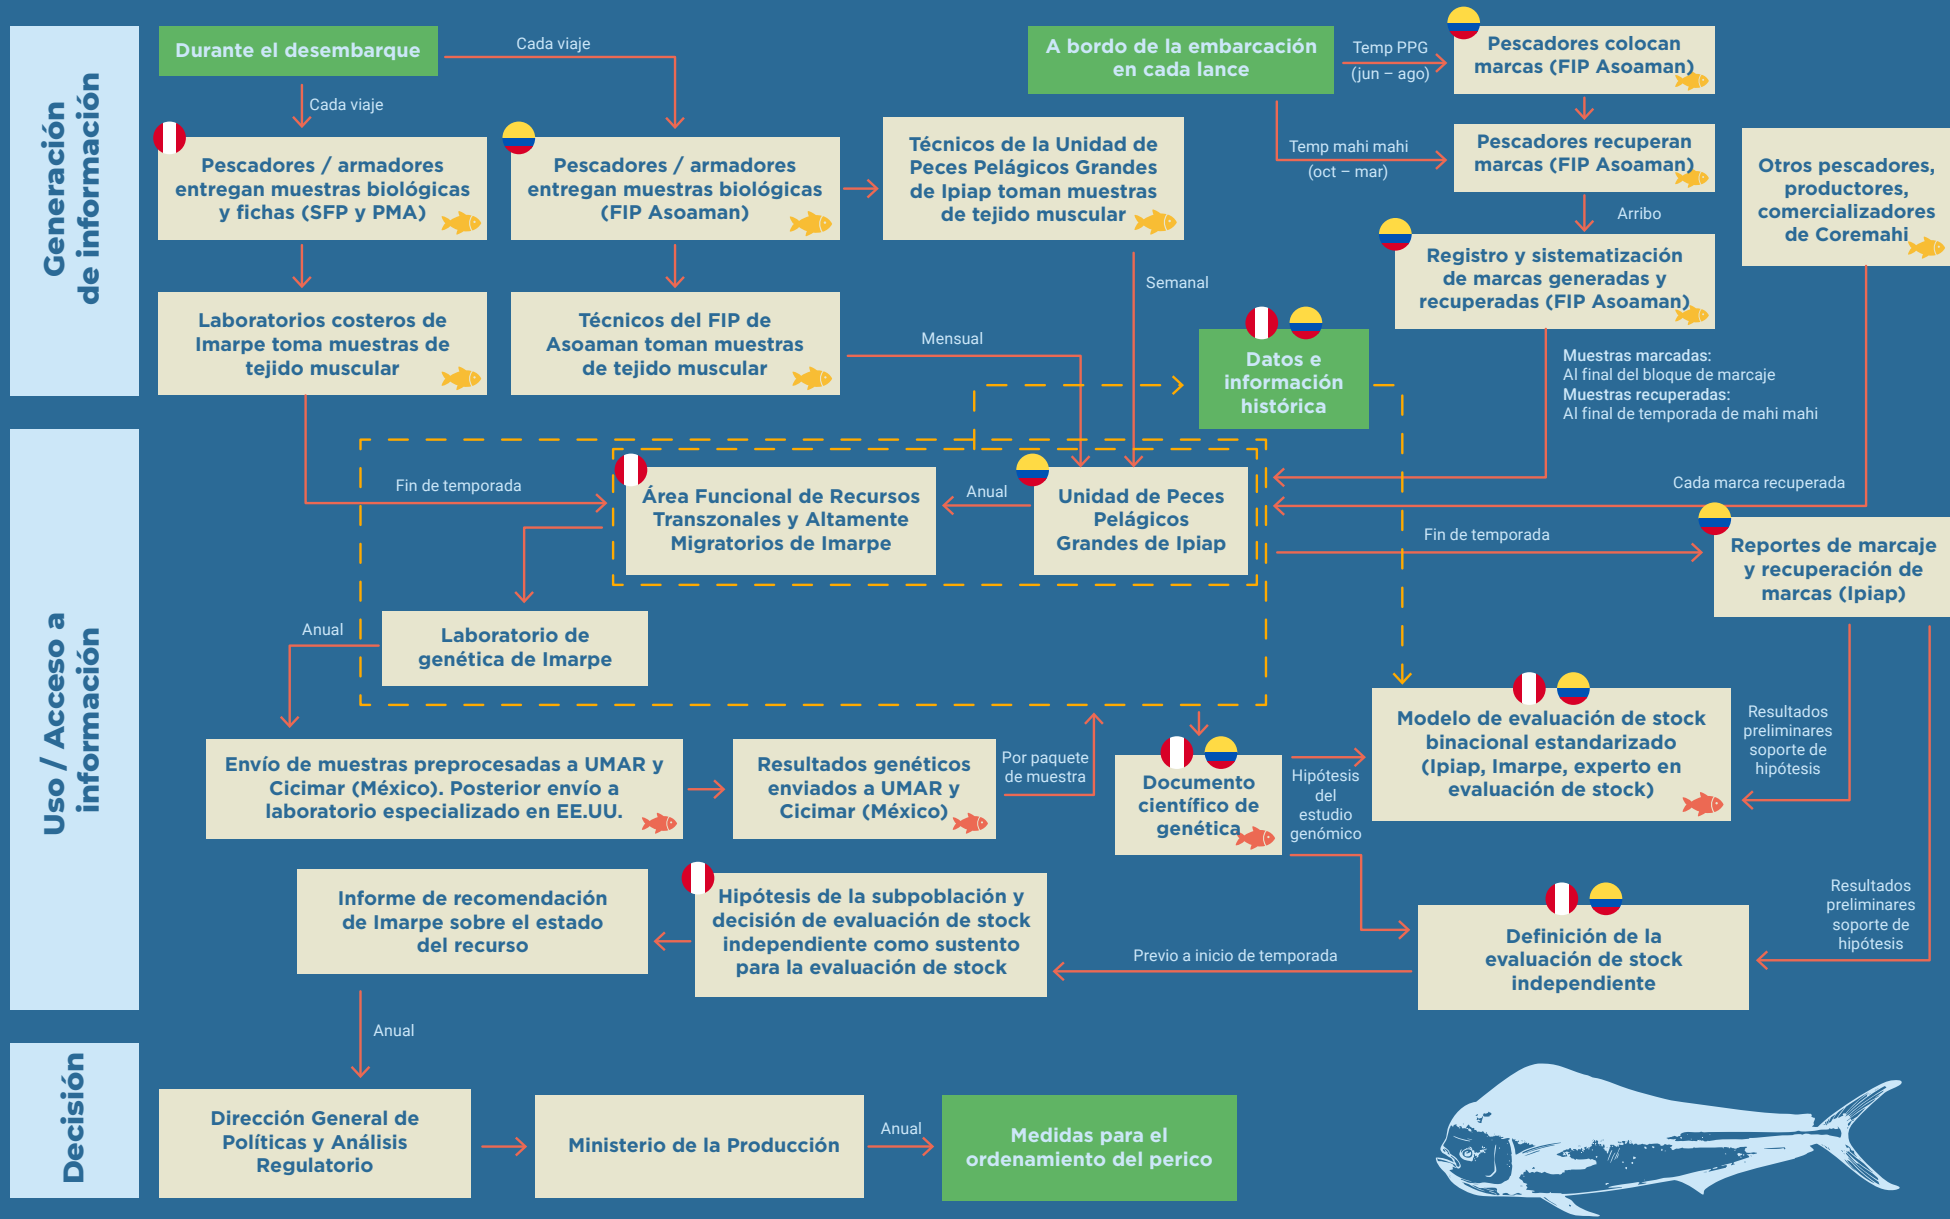 Generación
de información
Durante el desembarque
Cada viaje
Cada viaje
A bordo de la embarcación
en cada lance
Temp PPG
(jun – ago)
Pescadores colocan
marcas (FIP Asoaman)
Pescadores / armadores
entregan muestras biológicas
y fichas (SFP y PMA)
Pescadores / armadores
entregan muestras biológicas
(FIP Asoaman)
Técnicos de la Unidad de
Peces Pelágicos Grandes
de Ipiap toman muestras
de tejido muscular
Temp mahi mahi
(oct – mar)
Pescadores recuperan
marcas (FIP Asoaman)
Otros pescadores,
productores,
comercializadores
de Coremahi
Arribo
Registro y sistematización
de marcas generadas y
recuperadas (FIP Asoaman)
Semanal
Laboratorios costeros de
Imarpe toma muestras de
tejido muscular
Técnicos del FIP de
Asoaman toman muestras
de tejido muscular
Mensual
Datos e
información
histórica
Muestras marcadas:
Al final del bloque de marcaje
Muestras recuperadas:
Al final de temporada de mahi mahi
Uso / Acceso a
información
Fin de temporada
Área Funcional de Recursos
Transzonales y Altamente
Migratorios de Imarpe
Anual
Unidad de Peces
Pelágicos
Grandes de Ipiap
Cada marca recuperada
Fin de temporada
Reportes de marcaje
y recuperación de
marcas (Ipiap)
Anual
Laboratorio de
genética de Imarpe
Envío de muestras preprocesadas a UMAR y
Cicimar (México). Posterior envío a
laboratorio especializado en EE.UU.
Resultados genéticos
enviados a UMAR y
Cicimar (México)
Por paquete
de muestra
Documento
científico de
genética
Hipótesis
del
estudio
genómico
Modelo de evaluación de stock
binacional estandarizado
(Ipiap, Imarpe, experto en
evaluación de stock)
Resultados
preliminares
soporte de
hipótesis
Informe de recomendación
de Imarpe sobre el estado
del recurso
Hipótesis de la subpoblación y
decisión de evaluación de stock
independiente como sustento
para la evaluación de stock
Previo a inicio de temporada
Definición de la
evaluación de stock
independiente
Resultados
preliminares
soporte de
hipótesis
Anual
Decisión
Dirección General de
Políticas y Análisis
Regulatorio
Ministerio de la Producción
Anual
Medidas para el
ordenamiento del perico